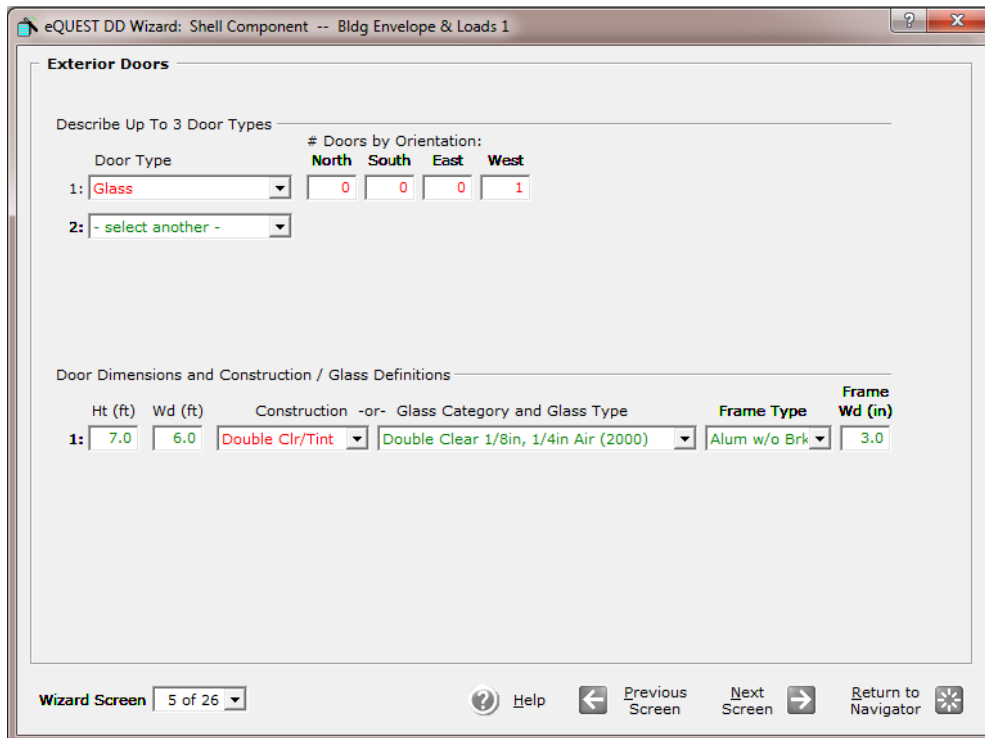 eQUEST DD Wizard: Shell Component -- Bldg Envelope & Loads 1
Exterior Doors
Describe Up To 3 Door Types
# Doors by Orientation:
Door Type North South East West
1: Glass 0 0 0 1
2: - select another -
Door Dimensions and Construction / Glass Definitions
Frame
Ht (ft) Wd (ft) Construction -or- Glass Category and Glass Type Frame Type Wd (in)
1: 7.0 6.0 Double Clr/Tint Double Clear 1/8in, 1/4in Air (2000) Alum w/o Brk 3.0
Wizard Screen 5 of 26
? Help
Previous
Screen
Next
Screen
Return to
Navigator